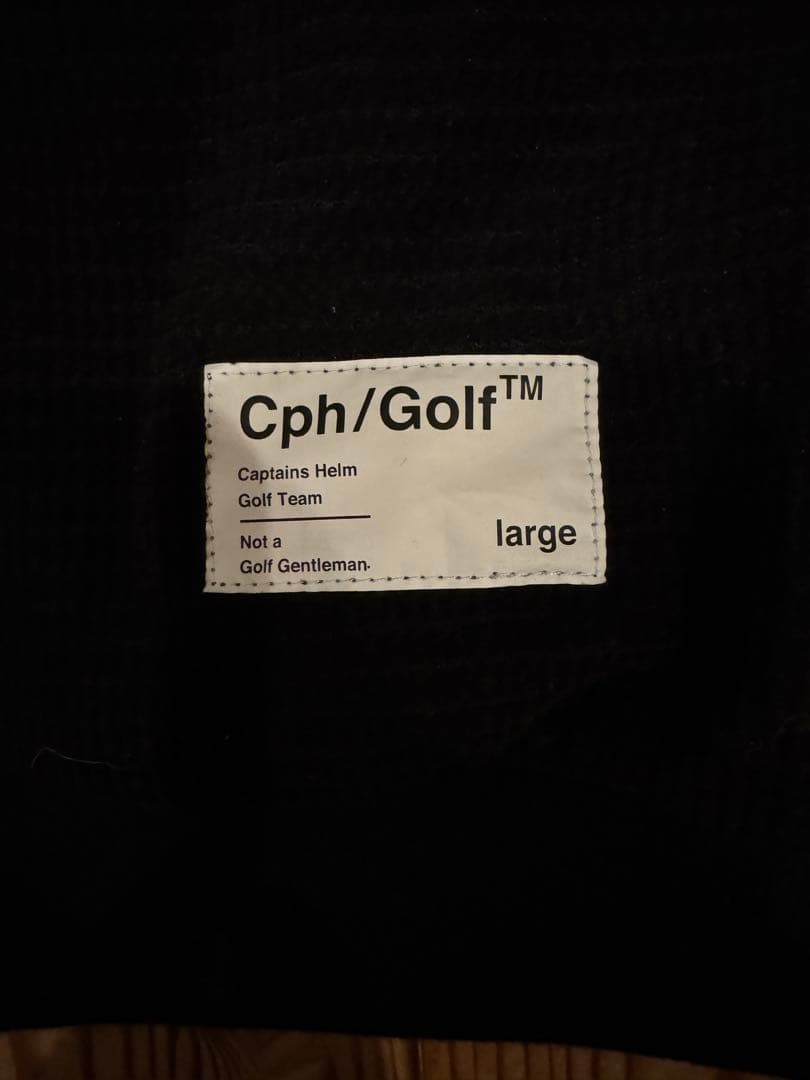 Cph/Golf™
Captains Helm
Golf Team
Not a
Golf Gentleman.
large